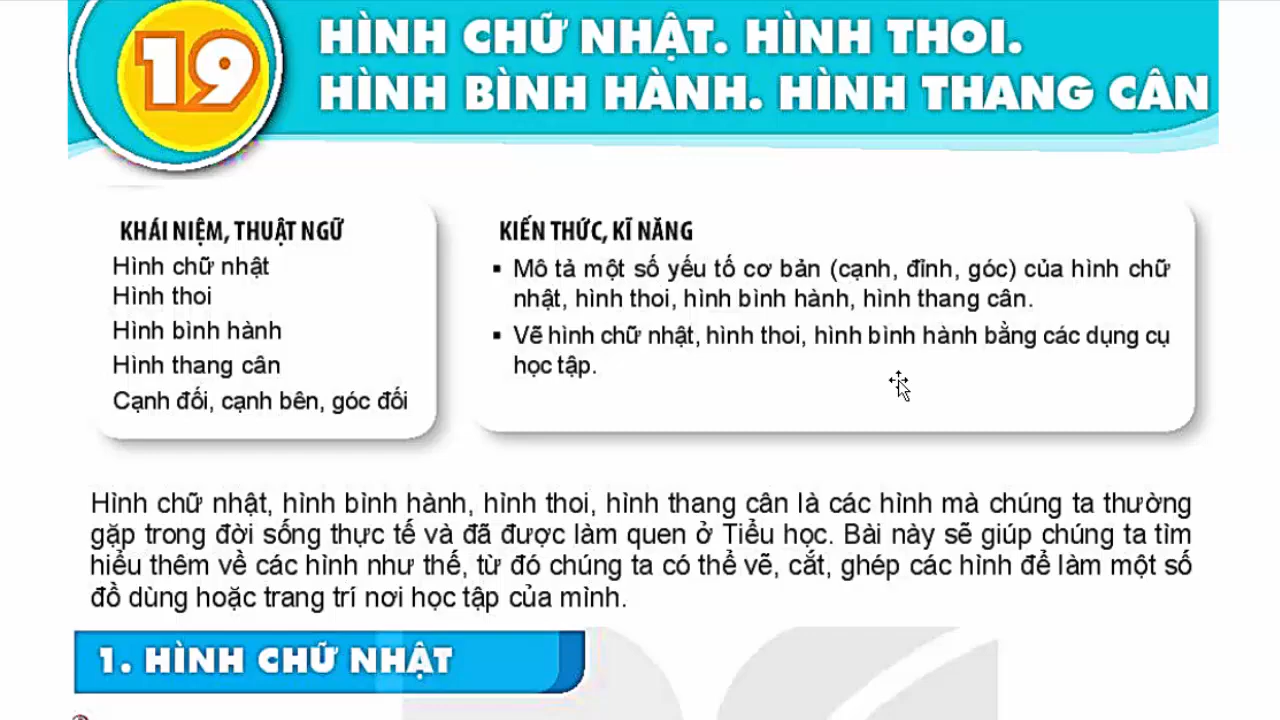 19
HÌNH CHỮ NHẬT. HÌNH THOI.
HÌNH BÌNH HÀNH. HÌNH THANG CÂN
KHÁI NIỆM, THUẬT NGỮ
Hình chữ nhật
Hình thoi
Hình bình hành
Hình thang cân
Cạnh đối, cạnh bên, góc đối
KIẾN THỨC, KĨ NĂNG
▪ Mô tả một số yếu tố cơ bản (cạnh, đỉnh, góc) của hình chữ
nhật, hình thoi, hình bình hành, hình thang cân.
▪ Vẽ hình chữ nhật, hình thoi, hình bình hành bằng các dụng cụ
học tập.
Hình chữ nhật, hình bình hành, hình thoi, hình thang cân là các hình mà chúng ta thường
gặp trong đời sống thực tế và đã được làm quen ở Tiểu học. Bài này sẽ giúp chúng ta tìm
hiểu thêm về các hình như thế, từ đó chúng ta có thể vẽ, cắt, ghép các hình để làm một số
đồ dùng hoặc trang trí nơi học tập của mình.
1. HÌNH CHỮ NHẬT